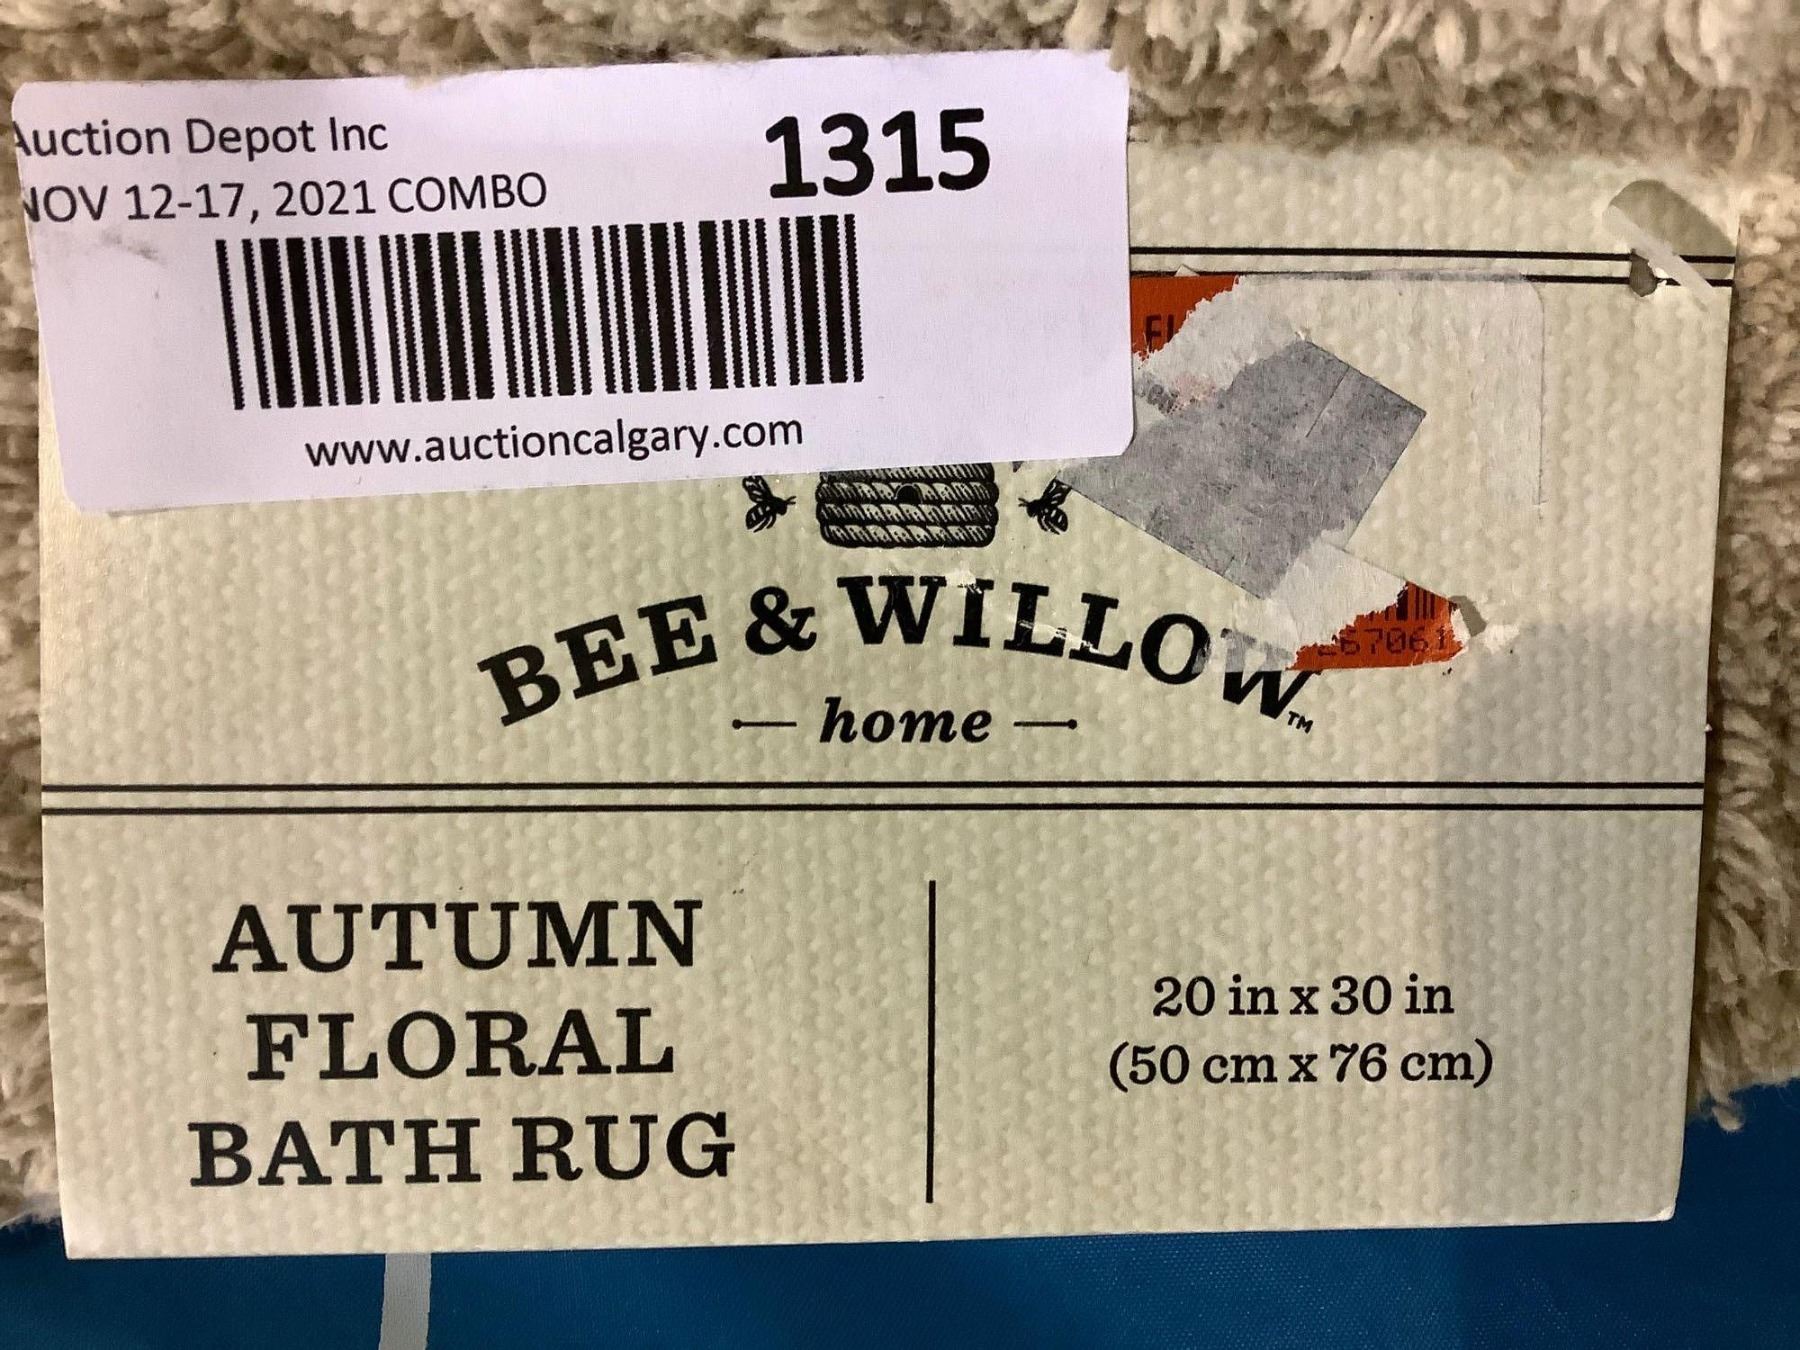 Auction Depot Inc
1315
NOV 12-17, 2021 COMBO
www.auctioncalgary.com
BEE & WILLOW™
home
AUTUMN
FLORAL
BATH RUG
20 in x 30 in
(50 cm x 76 cm)